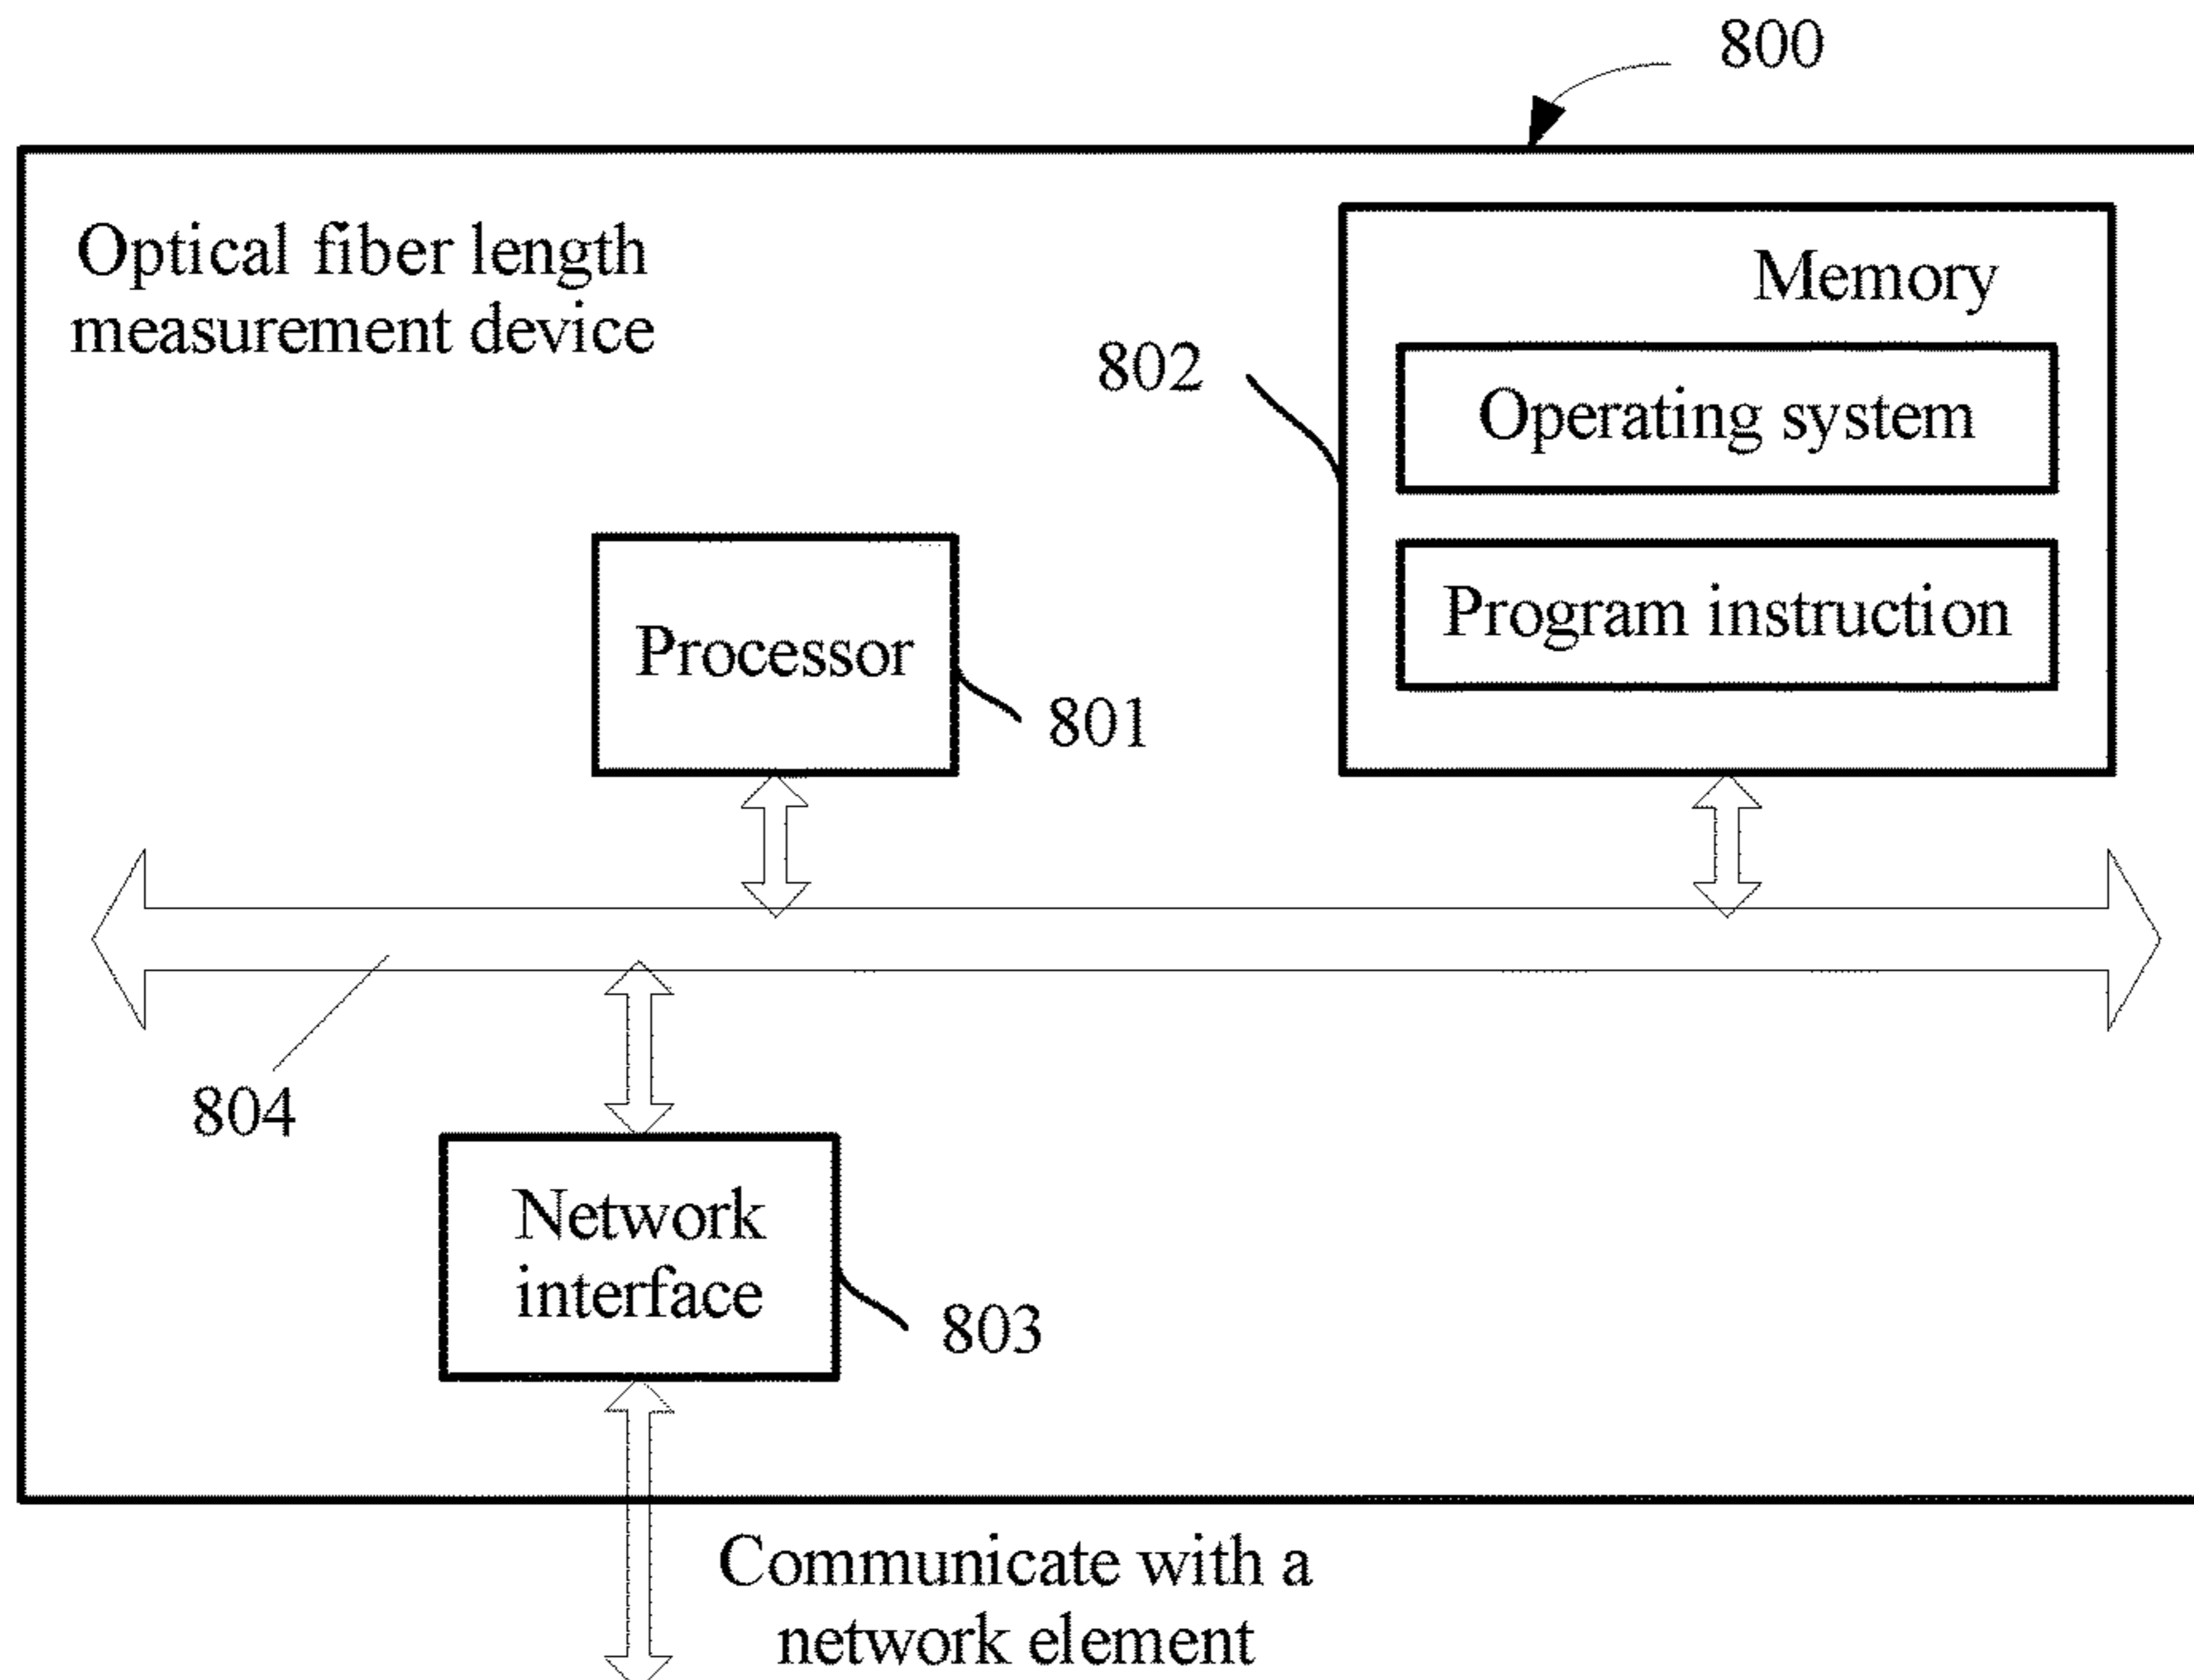 800
Optical fiber length
measurement device
Memory
802
Operating system
Program instruction
Processor
801
804
Network
interface
803
Communicate with a
network element